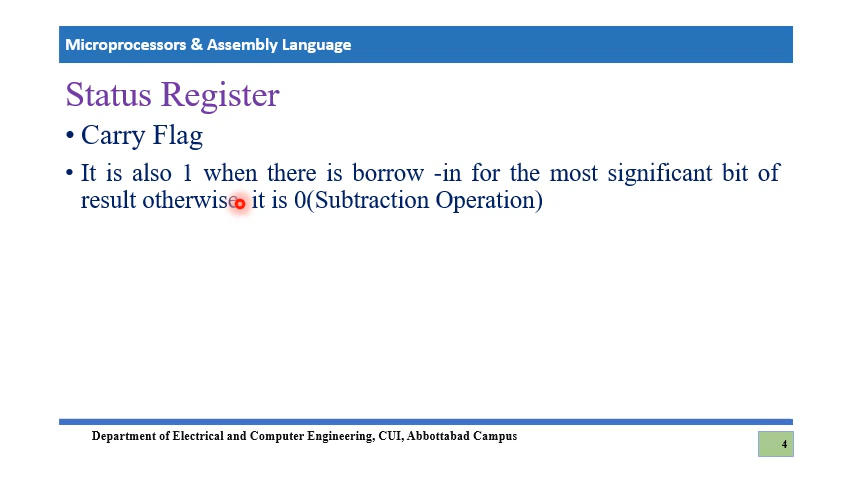 Microprocessors & Assembly Language
Status Register
• Carry Flag
• It is also 1 when there is borrow -in for the most significant bit of
result otherwise it is 0(Subtraction Operation)
Department of Electrical and Computer Engineering, CUI, Abbottabad Campus
4